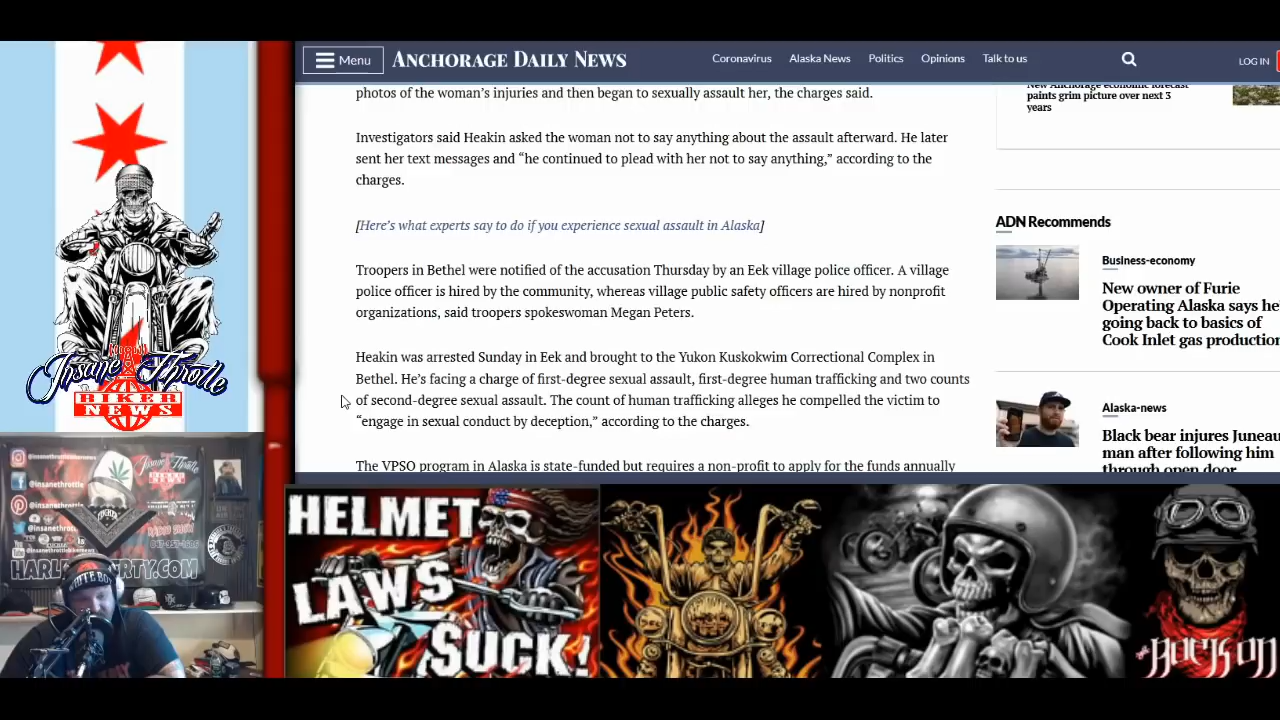 Menu
ANCHORAGE DAILY NEWS
Coronavirus
Alaska News
Politics
Opinions
Talk to us
LOG IN
photos of the woman's injuries and then began to sexually assault her, the charges said.
Investigators said Heakin asked the woman not to say anything about the assault afterward. He later
sent her text messages and “he continued to plead with her not to say anything,” according to the
charges.
[Here's what experts say to do if you experience sexual assault in Alaska]
Troopers in Bethel were notified of the accusation Thursday by an Eek village police officer. A village
police officer is hired by the community, whereas village public safety officers are hired by nonprofit
organizations, said troopers spokeswoman Megan Peters.
Heakin was arrested Sunday in Eek and brought to the Yukon Kuskokwim Correctional Complex in
Bethel. He's facing a charge of first-degree sexual assault, first-degree human trafficking and two counts
of second-degree sexual assault. The count of human trafficking alleges he compelled the victim to
“engage in sexual conduct by deception,” according to the charges.
The VPSO program in Alaska is state-funded but requires a non-profit to apply for the funds annually
New Anchorage economic forecast
paints grim picture over next 3
years
ADN Recommends
Business-economy
New owner of Furie
Operating Alaska says he
going back to basics of
Cook Inlet gas production
Alaska-news
Black bear injures Juneau
man after following him
through open door
Insane Throttle
BIKER
NEWS
@insanethrottle
@insanethrottlebikernews
RADIO SHOW
HARL
RTY.COM
HELMET
LAWS
SUCK!
ROCK ON